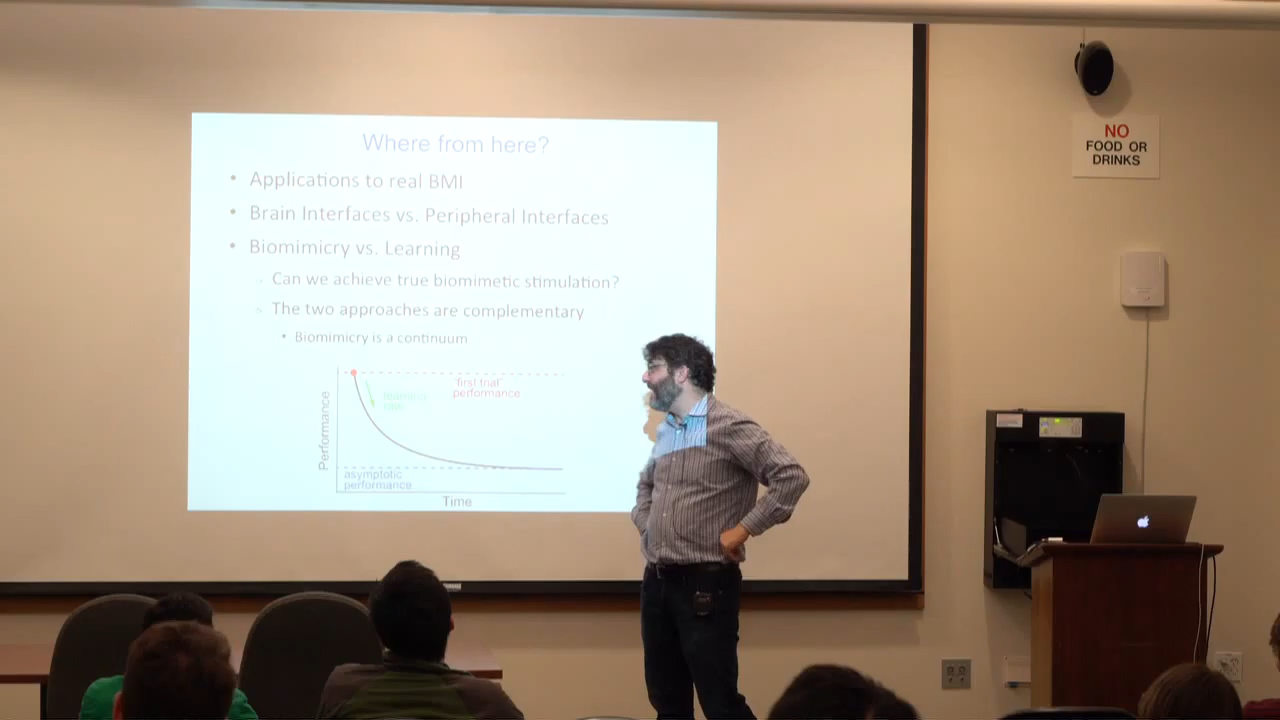 Where from here?
• Applications to real BMI
• Brain Interfaces vs. Peripheral Interfaces
• Biomimicry vs. Learning
Can we achieve true biomimetic stimulation?
> The two approaches are complementary
• Biomimicry is a continuum
"first trial"
performance
learning
rate
Performance
asymptotic
performance
Time
NO
FOOD OR
DRINKS